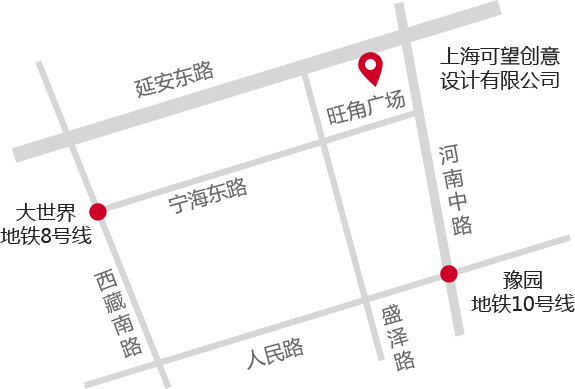 上海可望创意
设计有限公司
延安东路
旺角广场
河南中路
宁海东路
大世界
地铁8号线
西藏南路
豫园
地铁10号线
盛泽路
人民路